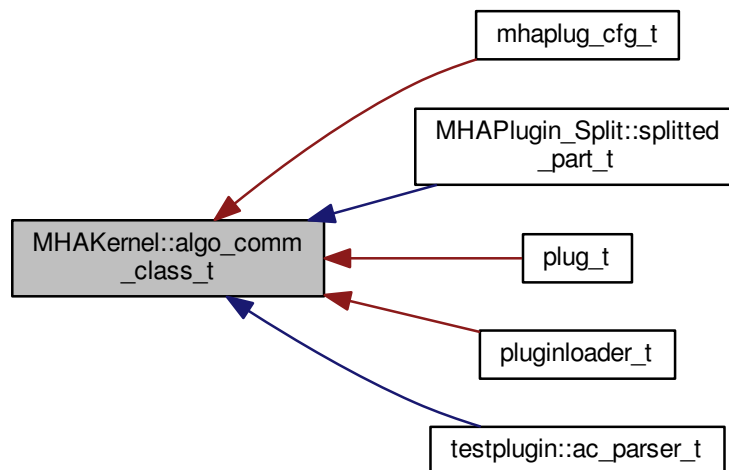 mhaplug_cfg_t
MHAPlugin_Split::splitted
_part_t
MHAKernel::algo_comm
_class_t
plug_t
pluginloader_t
testplugin::ac_parser_t